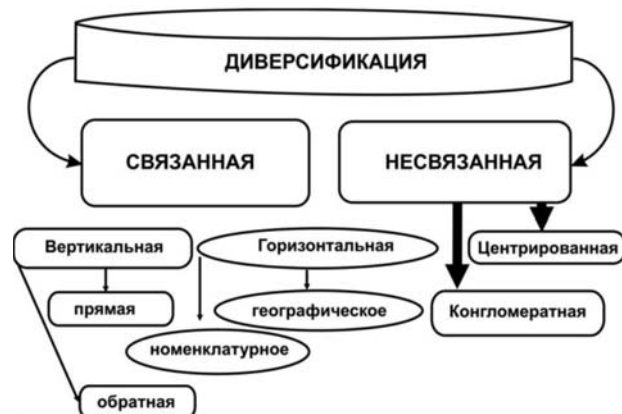 ДИВЕРСИФИКАЦИЯ
СВЯЗАННАЯ
НЕСВЯЗАННАЯ
Вертикальная
Горизонтальная
Центрированная
прямая
географическое
Конгломератная
номенклатурное
обратная